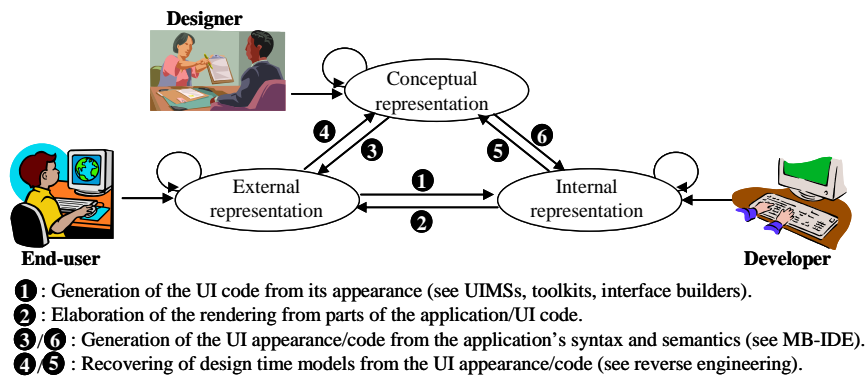 Designer
Conceptual
representation
4
3
6
5
External
representation
1
2
Internal
representation
End-user
Developer
1 : Generation of the UI code from its appearance (see UIMSs, toolkits, interface builders).
2 : Elaboration of the rendering from parts of the application/UI code.
3/6 : Generation of the UI appearance/code from the application's syntax and semantics (see MB-IDE).
4/5 : Recovering of design time models from the UI appearance/code (see reverse engineering).